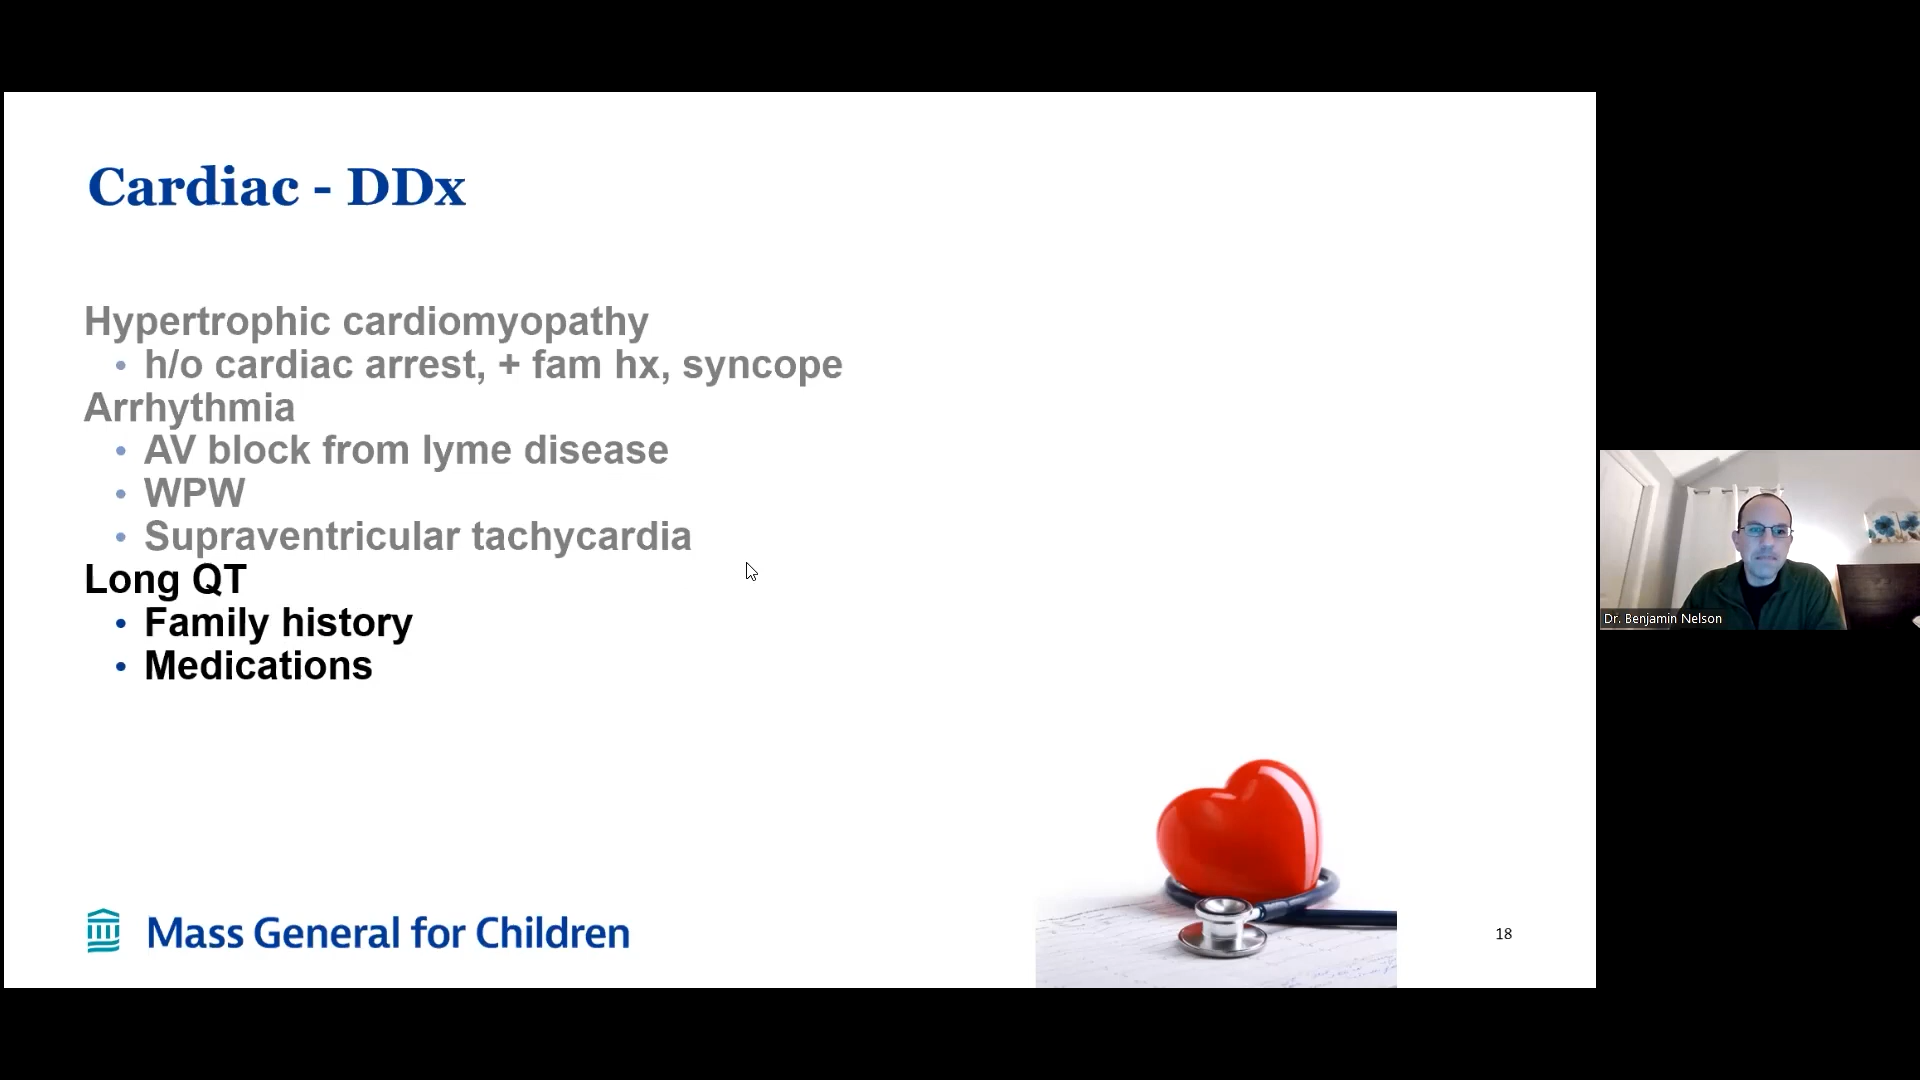 Cardiac - DDx
Hypertrophic cardiomyopathy
• h/o cardiac arrest, + fam hx, syncope
Arrhythmia
• AV block from lyme disease
• WPW
• Supraventricular tachycardia
Long QT
• Family history
• Medications
Mass General for Children
18
Dr. Benjamin Nelson